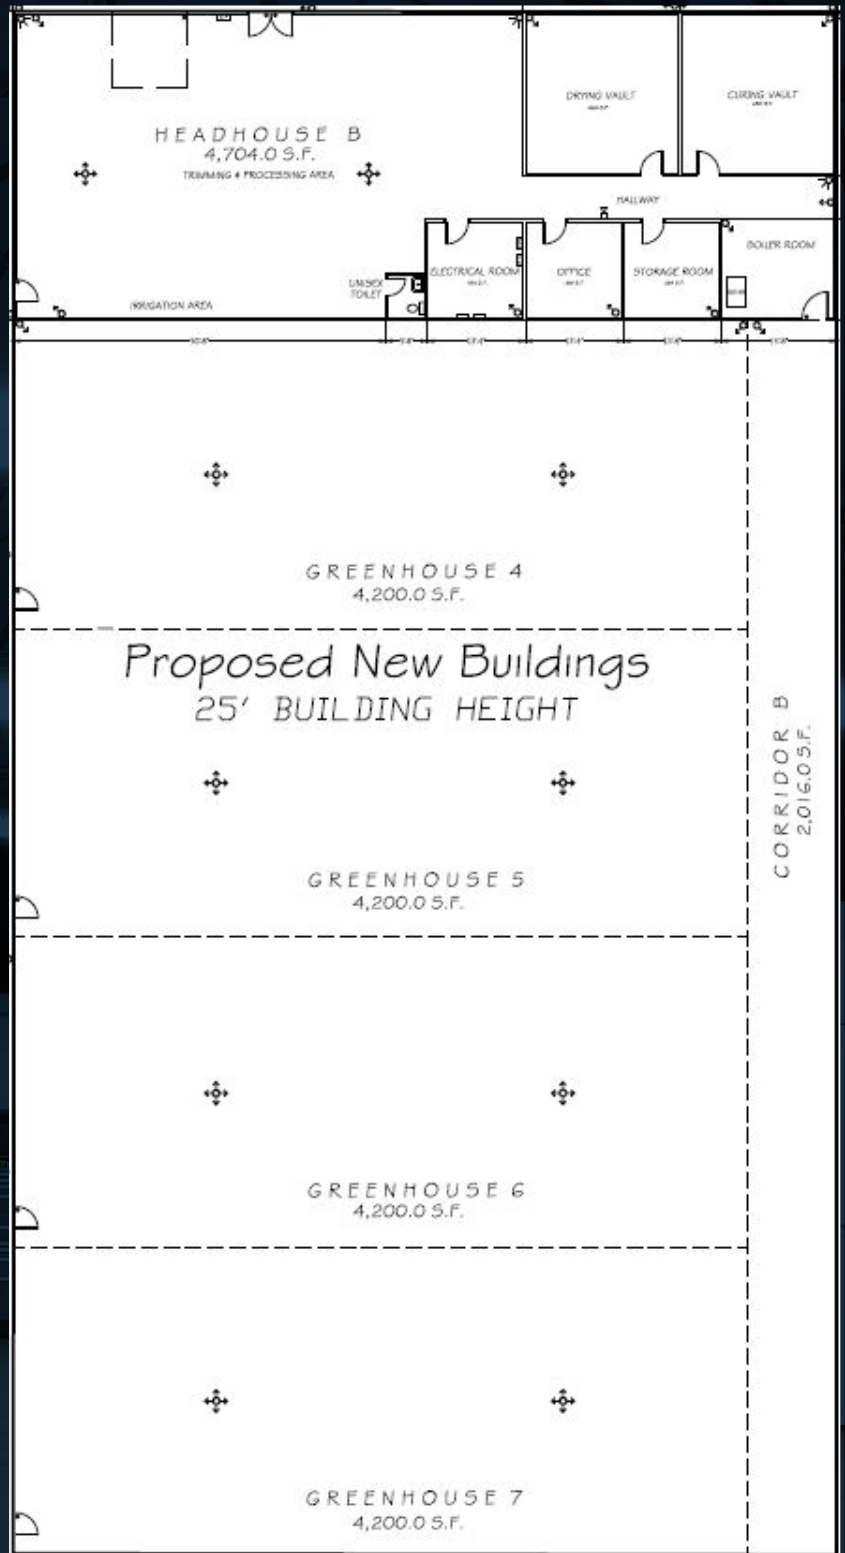 HEADHOUSE B
4,704.0 S.F.
TRIMMING & PROCESSING AREA
DRYING VAULT
CURING VAULT
HALLWAY
ELECTRICAL ROOM
OFFICE
STORAGE ROOM
BOILER ROOM
UNISEX
TOILET
IRRIGATION AREA
GREENHOUSE 4
4,200.0 S.F.
Proposed New Buildings
25' BUILDING HEIGHT
CORRIDOR B
2,016.0 S.F.
GREENHOUSE 5
4,200.0 S.F.
GREENHOUSE 6
4,200.0 S.F.
GREENHOUSE 7
4,200.0 S.F.